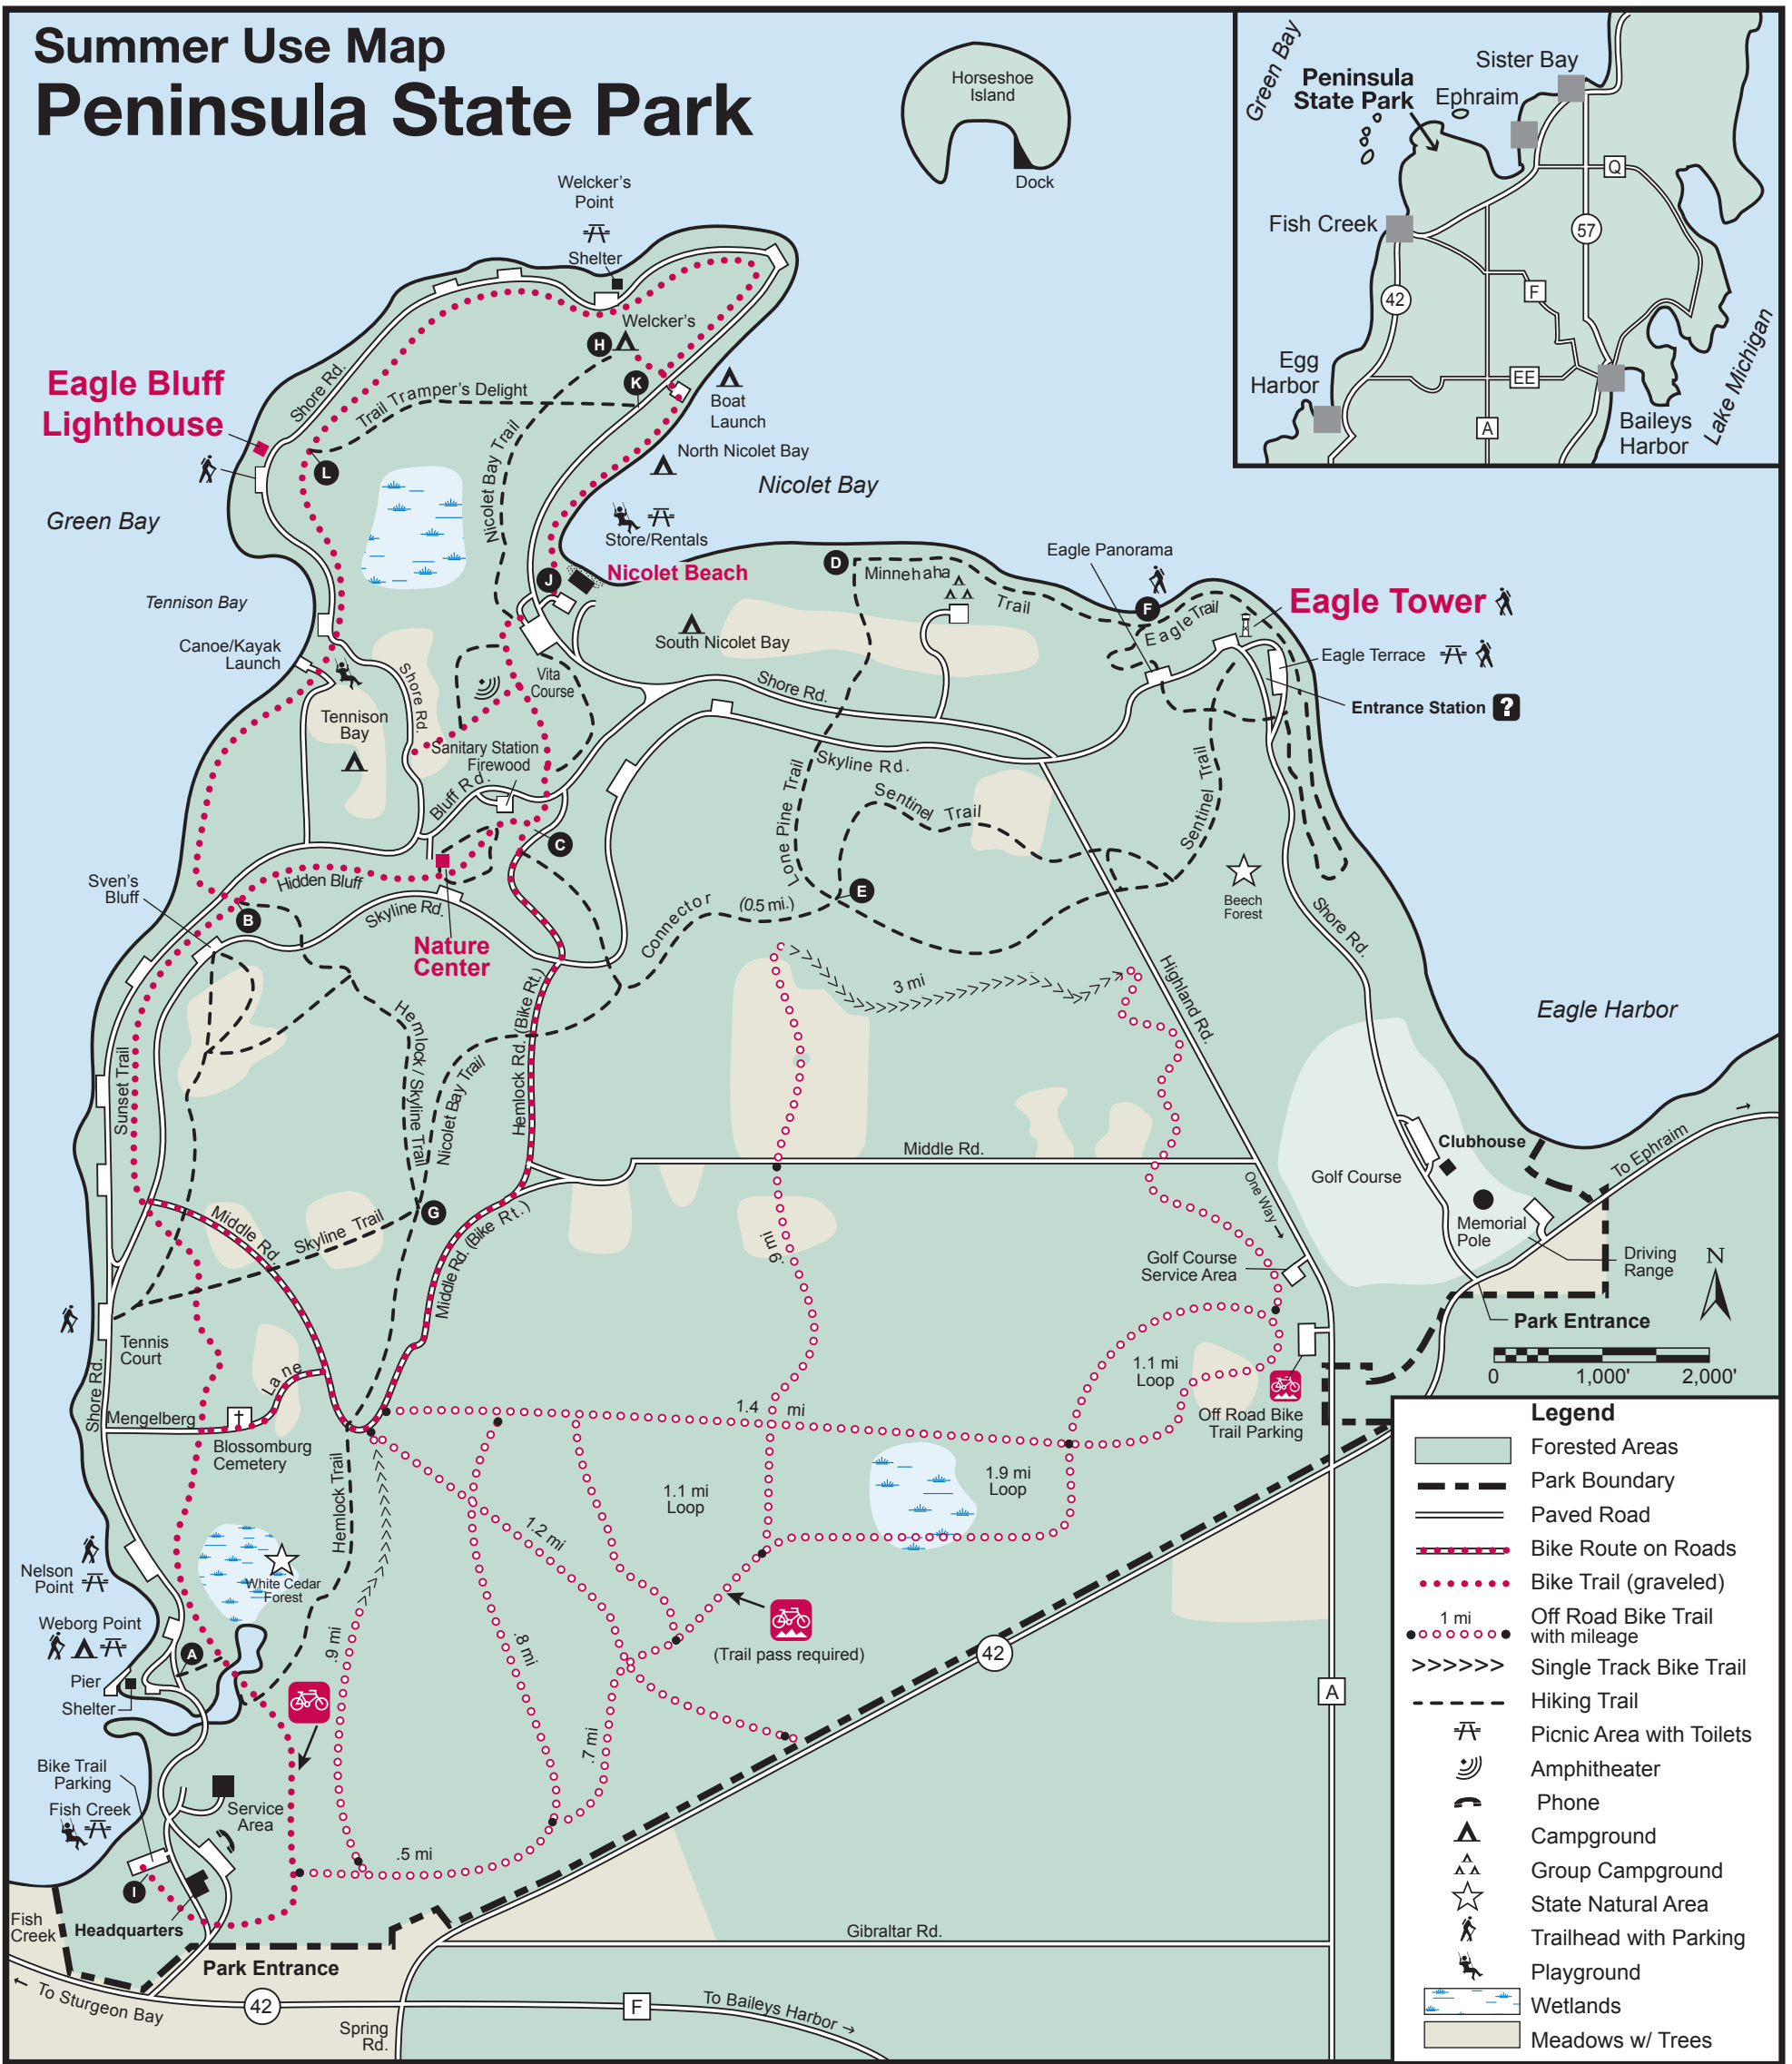 Summer Use Map
Peninsula State Park
Horseshoe
Island
Dock
Green Bay
Peninsula
State Park
Sister Bay
Ephraim
Q
Fish Creek
57
42
F
Egg
Harbor
EE
A
Baileys
Harbor
Lake Michigan
Welcker's
Point
Shelter
Welcker's
H
K
Boat
Launch
Eagle Bluff
Lighthouse
Shore Rd.
Trail Tramper's Delight
L
Nicolet Bay Trail
North Nicolet Bay
Nicolet Bay
Green Bay
Store/Rentals
J
Nicolet Beach
D
Minnehaha
Trail
Eagle Panorama
F
Eagle Trail
Eagle Tower
Tennison Bay
Canoe/Kayak
Launch
South Nicolet Bay
Eagle Terrace
Entrance Station
?
Vita
Course
Shore Rd.
Shore Rd.
Tennison
Bay
Sanitary Station
Firewood
Bluff Rd.
Skyline Rd.
Lone Pine Trail
Sentinel Trail
Sentinel Trail
C
Sven's
Bluff
Hidden Bluff
B
Skyline Rd.
Nature
Center
Connector
(0.5 mi.)
E
Beech
Forest
Shore Rd.
3 mi
Highland Rd.
Eagle Harbor
Sunset Trail
Hemlock / Skyline Trail
Nicolet Bay Trail
Hemlock Rd. (Bike Rt.)
Middle Rd.
Clubhouse
Golf Course
To Ephraim →
One Way →
G
Middle Rd.
Skyline Trail
Middle Rd. (Bike Rt.)
.9 mi
Golf Course
Service Area
Memorial
Pole
Driving
Range
N
Park Entrance
0
1,000'
2,000'
Tennis
Court
Shore Rd.
Lane
Mengelberg
Blossomburg
Cemetery
1.4 mi
1.1 mi
Loop
Off Road Bike
Trail Parking
Hemlock Trail
1.1 mi
Loop
1.9 mi
Loop
1.2 mi
Nelson
Point
White Cedar
Forest
Weborg Point
A
Pier
Shelter
.9 mi
.8 mi
.7 mi
(Trail pass required)
42
A
Bike Trail
Parking
Fish Creek
Service
Area
.5 mi
I
Headquarters
Fish
Creek
Park Entrance
Gibraltar Rd.
← To Sturgeon Bay
42
F
To Baileys Harbor →
Spring
Rd.
Legend
Forested Areas
Park Boundary
Paved Road
Bike Route on Roads
Bike Trail (graveled)
1 mi
Off Road Bike Trail
with mileage
Single Track Bike Trail
Hiking Trail
Picnic Area with Toilets
Amphitheater
Phone
Campground
Group Campground
State Natural Area
Trailhead with Parking
Playground
Wetlands
Meadows w/ Trees